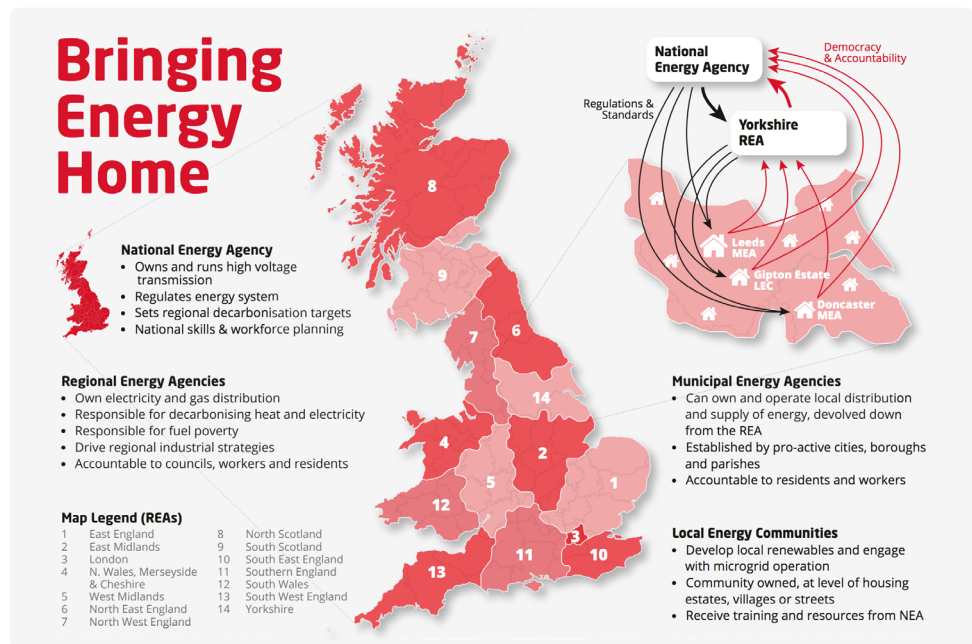 Bringing
Energy
Home
National Energy Agency
• Owns and runs high voltage
transmission
• Regulates energy system
• Sets regional decarbonisation targets
• National skills & workforce planning
Regional Energy Agencies
• Own electricity and gas distribution
• Responsible for decarbonising heat and electricity
• Responsible for fuel poverty
• Drive regional industrial strategies
• Accountable to councils, workers and residents
Map Legend (REAs)
1 East England
2 East Midlands
3 London
4 N. Wales, Merseyside
& Cheshire
5 West Midlands
6 North East England
7 North West England
8 North Scotland
9 South Scotland
10 South East England
11 Southern England
12 South Wales
13 South West England
14 Yorkshire
8
9
6
7
14
4
2
5
1
12
3
11
10
13
National
Energy Agency
Democracy
& Accountability
Regulations &
Standards
Yorkshire
REA
Leeds
MEA
Gipton Estate
LEC
Doncaster
MEA
Municipal Energy Agencies
• Can own and operate local distribution
and supply of energy, devolved down
from the REA
• Established by pro-active cities, boroughs
and parishes
• Accountable to residents and workers
Local Energy Communities
• Develop local renewables and engage
with microgrid operation
• Community owned, at level of housing
estates, villages or streets
• Receive training and resources from NEA